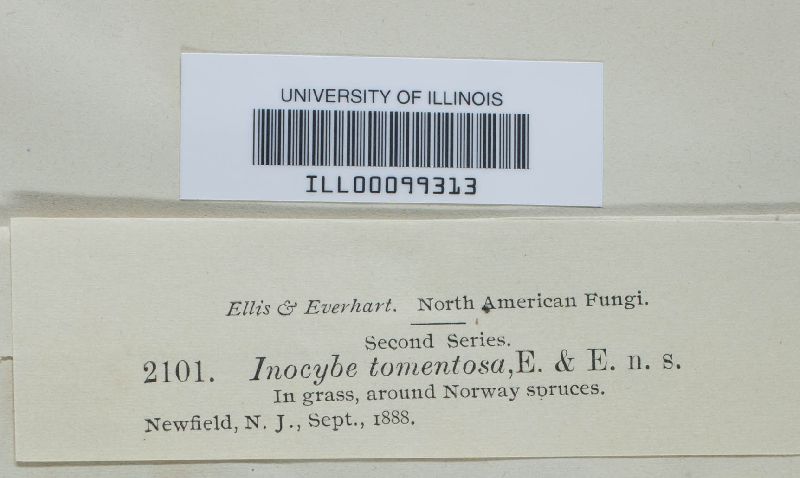 UNIVERSITY OF ILLINOIS
ILL00099313
Ellis & Everhart. North American Fungi.
Second Series.
2101. Inocybe tomentosa, E. & E. n. s.
In grass, around Norway spruces.
Newfield, N. J., Sept., 1888.